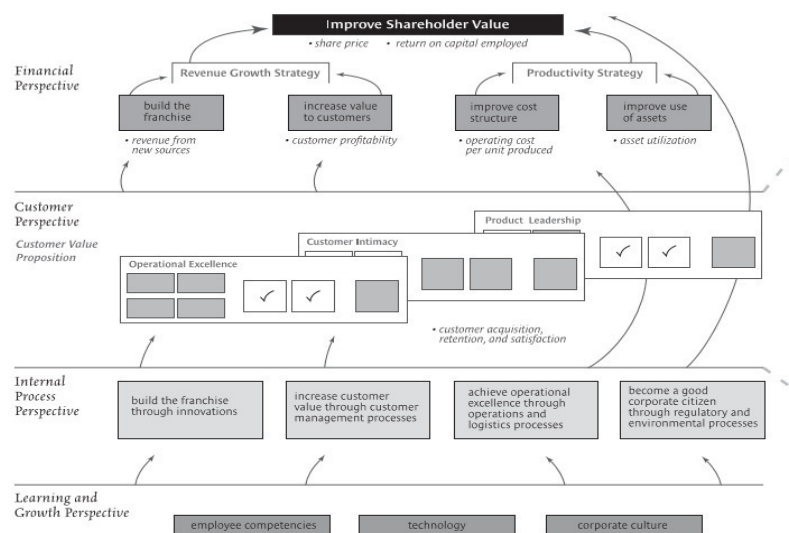 Improve Shareholder Value
• share price • return on capital employed
Financial
Perspective
Revenue Growth Strategy
Productivity Strategy
build the
franchise
increase value
to customers
improve cost
structure
improve use
of assets
• revenue from
new sources
• customer profitability
• operating cost
per unit produced
• asset utilization
Customer
Perspective
Customer Value
Proposition
Product Leadership
Customer Intimacy
Operational Excellence
• customer acquisition,
retention, and satisfaction
Internal
Process
Perspective
build the franchise
through innovations
increase customer
value through customer
management processes
achieve operational
excellence through
operations and
logistics processes
become a good
corporate citizen
through regulatory and
environmental processes
Learning and
Growth Perspective
employee competencies
technology
corporate culture